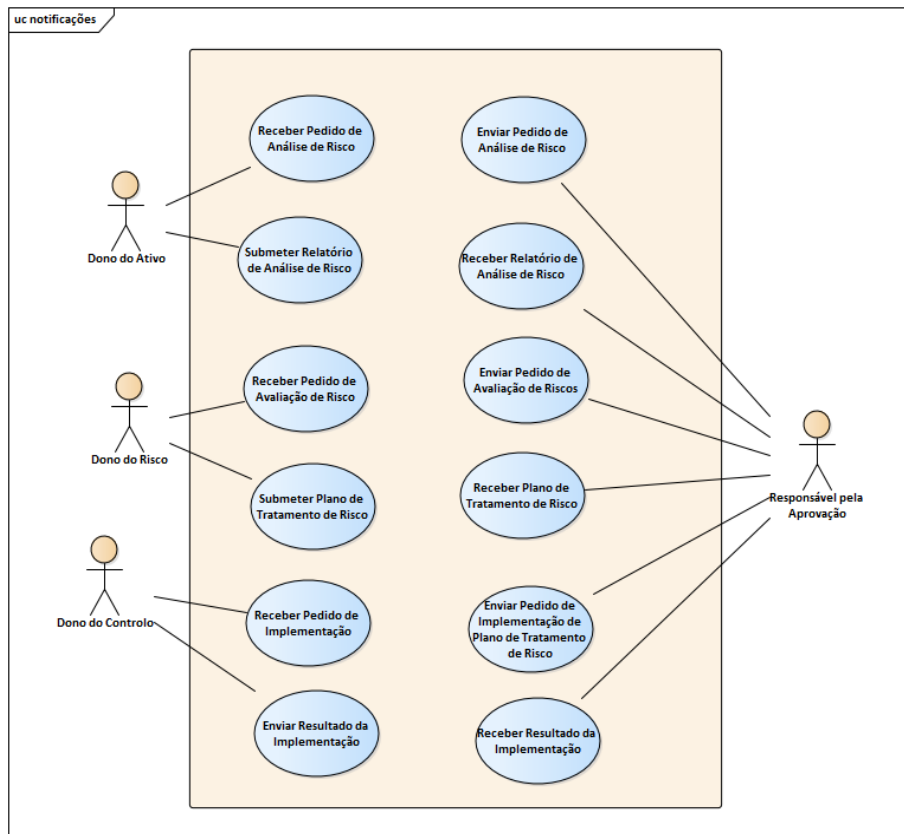 uc notificações
Receber Pedido de
Análise de Risco
Enviar Pedido de
Análise de Risco
Dono do Ativo
Submeter Relatório
de Análise de Risco
Receber Relatório de
Análise de Risco
Receber Pedido de
Avaliação de Risco
Enviar Pedido de
Avaliação de Riscos
Dono do Risco
Submeter Plano de
Tratamento de Risco
Receber Plano de
Tratamento de Risco
Responsável pela
Aprovação
Dono do Controlo
Receber Pedido de
Implementação
Enviar Pedido de
Implementação de
Plano de Tratamento
de Risco
Enviar Resultado da
Implementação
Receber Resultado da
Implementação